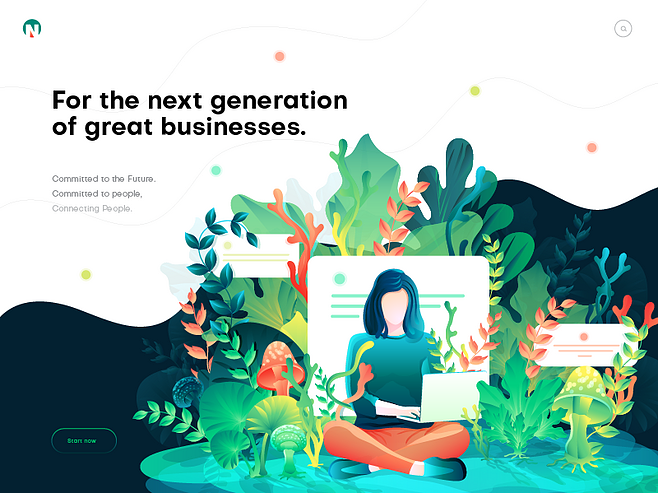 N
For the next generation
of great businesses.
Committed to the Future.
Committed to people,
Connecting People.
Start now